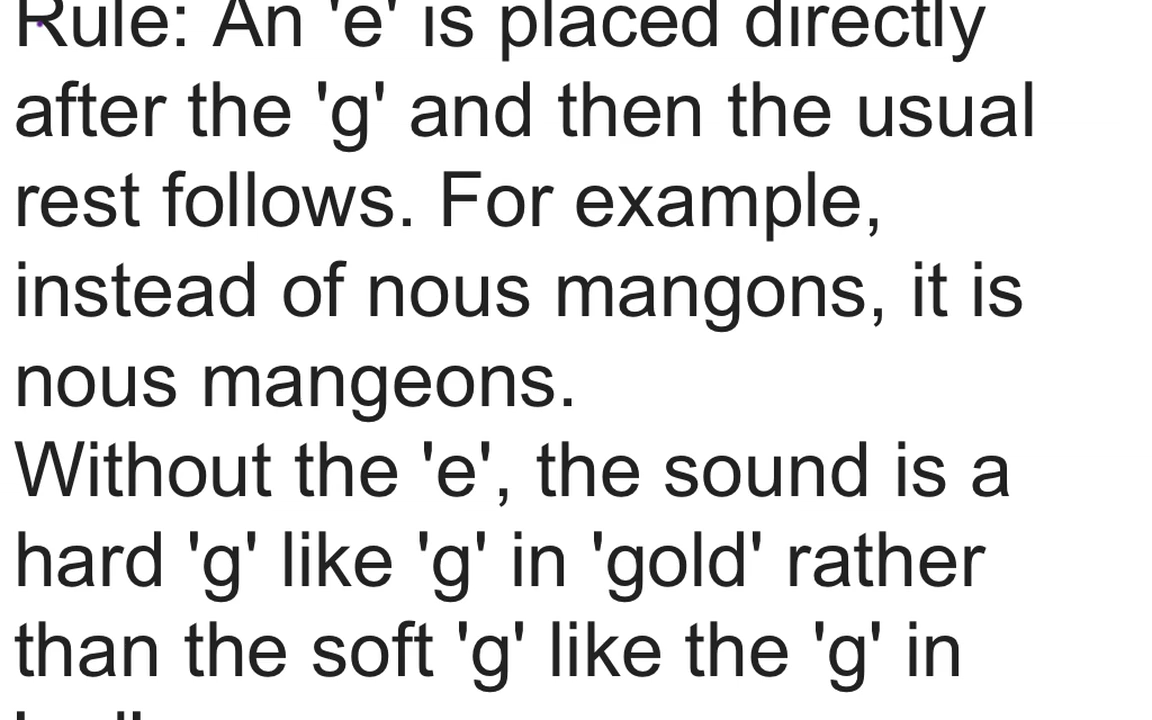 Rule: An 'e' is placed directly
after the 'g' and then the usual
rest follows. For example,
instead of nous mangons, it is
nous mangeons.
Without the 'e', the sound is a
hard 'g' like 'g' in 'gold' rather
than the soft 'g' like the 'g' in